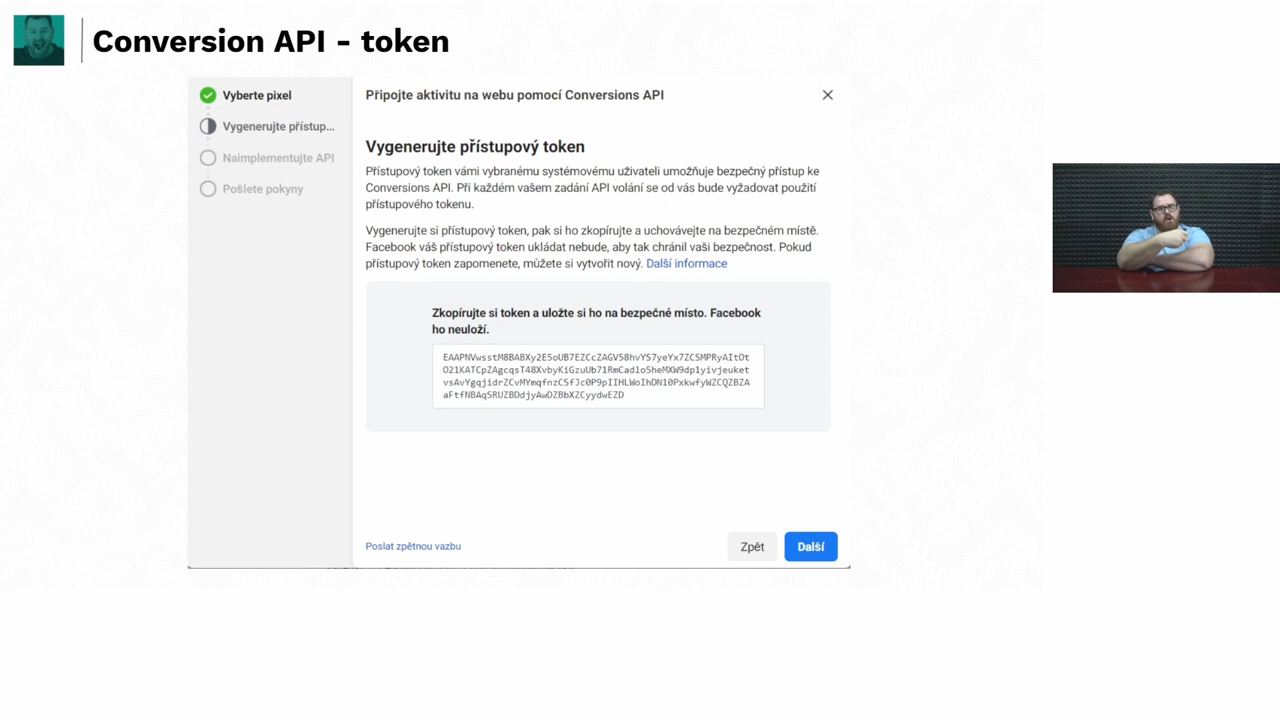 Conversion API - token
Vyberte pixel
Vygenerujte přístup...
Naimplementujte API
Pošlete pokyny
Připojte aktivitu na webu pomocí Conversions API
Vygenerujte přístupový token
Přístupový token vámi vybranému systémovému uživateli umožňuje bezpečný přístup ke
Conversions API. Při každém vašem zadání API volání se od vás bude vyžadovat použití
přístupového tokenu.
Vygenerujte si přístupový token, pak si ho zkopírujte a uchovávejte na bezpečném místě.
Facebook váš přístupový token ukládat nebude, aby tak chránil vaši bezpečnost. Pokud
přístupový token zapomenete, můžete si vytvořit nový. Další informace
Zkopírujte si token a uložte si ho na bezpečné místo. Facebook
ho neuloží.
EAAPNVwsstM8BABXy2E5oUB7EZCcZAGV58hvYS7yeYx7ZCSMPRyAItOt
O21KATCpZAgcqsT48XvbyKiGzuUb71RmCadlo5heMXW9dp1yivjeuket
vsAvYgqjidrZCvMYmqfnzCSfJc0P9pIIHLWoIhDN10PxkwfyWZCQZBZA
aFtfNBAqSRUZBDdjyAwDZBbXZCyydwEZD
Poslat zpětnou vazbu
Zpět
Další